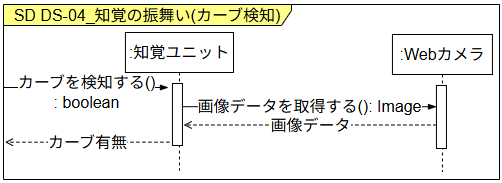 SD DS-04_知覚の振舞い(カーブ検知)
:知覚ユニット
:Webカメラ
カーブを検知する()
: boolean
画像データを取得する(): Image
画像データ
カーブ有無